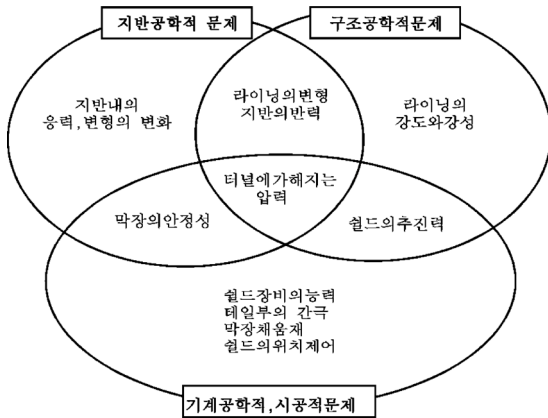 지반공학적 문제
구조공학적문제
지반내의
응력,변형의 변화
라이닝의변형
지반의반력
라이닝의
강도와강성
터널에가해지는
압력
막장의안정성
쉴드의추진력
쉴드장비의능력
테일부의 간극
막장채움재
쉴드의위치제어
기계공학적,시공적문제